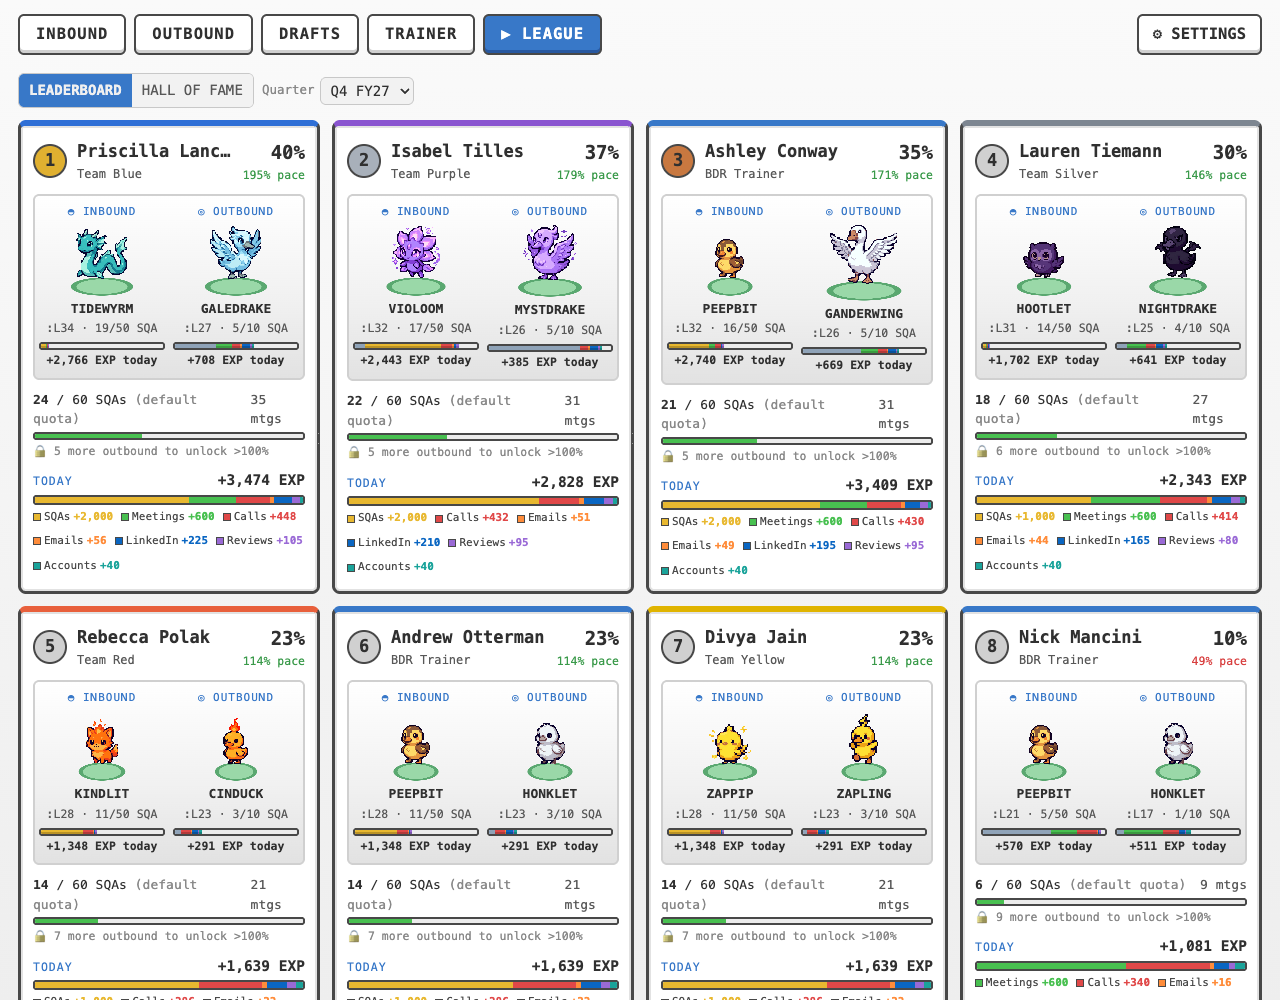 INBOUND OUTBOUND DRAFTS TRAINER ▶ LEAGUE ⚙ SETTINGS
LEADERBOARD HALL OF FAME Quarter Q4 FY27
1 Priscilla Lanc… 40%
Team Blue 195% pace
INBOUND OUTBOUND
TIDEWYRM GALEDRAKE
:L34 · 19/50 SQA :L27 · 5/10 SQA
+2,766 EXP today +708 EXP today
24 / 60 SQAs (default quota) 35 mtgs
🔒 5 more outbound to unlock >100%
TODAY +3,474 EXP
SQAs +2,000 Meetings +600 Calls +448
Emails +56 LinkedIn +225 Reviews +105
Accounts +40
2 Isabel Tilles 37%
Team Purple 179% pace
INBOUND OUTBOUND
VIOLOOM MYSTDRAKE
:L32 · 17/50 SQA :L26 · 5/10 SQA
+2,443 EXP today +385 EXP today
22 / 60 SQAs (default quota) 31 mtgs
🔒 5 more outbound to unlock >100%
TODAY +2,828 EXP
SQAs +2,000 Calls +432 Emails +51
LinkedIn +210 Reviews +95
Accounts +40
3 Ashley Conway 35%
BDR Trainer 171% pace
INBOUND OUTBOUND
PEEPBIT GANDERWING
:L32 · 16/50 SQA :L26 · 5/10 SQA
+2,740 EXP today +669 EXP today
21 / 60 SQAs (default quota) 31 mtgs
🔒 5 more outbound to unlock >100%
TODAY +3,409 EXP
SQAs +2,000 Meetings +600 Calls +430
Emails +49 LinkedIn +195 Reviews +95
Accounts +40
4 Lauren Tiemann 30%
Team Silver 146% pace
INBOUND OUTBOUND
HOOTLET NIGHTDRAKE
:L31 · 14/50 SQA :L25 · 4/10 SQA
+1,702 EXP today +641 EXP today
18 / 60 SQAs (default quota) 27 mtgs
🔒 6 more outbound to unlock >100%
TODAY +2,343 EXP
SQAs +1,000 Meetings +600 Calls +414
Emails +44 LinkedIn +165 Reviews +80
Accounts +40
5 Rebecca Polak 23%
Team Red 114% pace
INBOUND OUTBOUND
KINDLIT CINDUCK
:L28 · 11/50 SQA :L23 · 3/10 SQA
+1,348 EXP today +291 EXP today
14 / 60 SQAs (default quota) 21 mtgs
🔒 7 more outbound to unlock >100%
TODAY +1,639 EXP
6 Andrew Otterman 23%
BDR Trainer 114% pace
INBOUND OUTBOUND
PEEPBIT HONKLET
:L28 · 11/50 SQA :L23 · 3/10 SQA
+1,348 EXP today +291 EXP today
14 / 60 SQAs (default quota) 21 mtgs
🔒 7 more outbound to unlock >100%
TODAY +1,639 EXP
7 Divya Jain 23%
Team Yellow 114% pace
INBOUND OUTBOUND
ZAPPIP ZAPLING
:L28 · 11/50 SQA :L23 · 3/10 SQA
+1,348 EXP today +291 EXP today
14 / 60 SQAs (default quota) 21 mtgs
🔒 7 more outbound to unlock >100%
TODAY +1,639 EXP
8 Nick Mancini 10%
BDR Trainer 49% pace
INBOUND OUTBOUND
PEEPBIT HONKLET
:L21 · 5/50 SQA :L17 · 1/10 SQA
+570 EXP today +511 EXP today
6 / 60 SQAs (default quota) 9 mtgs
🔒 9 more outbound to unlock >100%
TODAY +1,081 EXP
Meetings +600 Calls +340 Emails +16